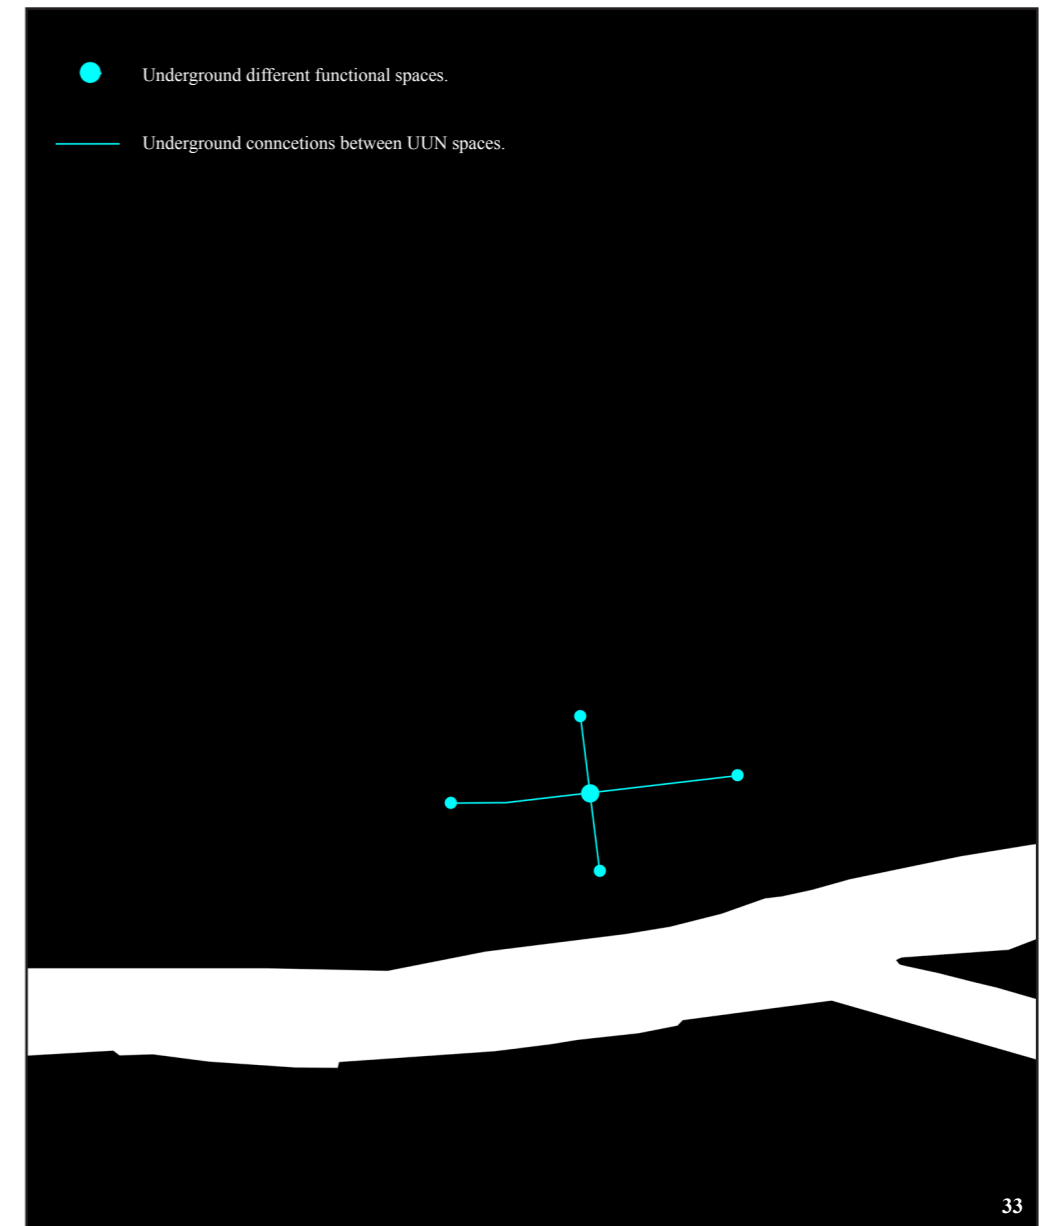 Underground different functional spaces.
Underground conncetions between UUN spaces.
33